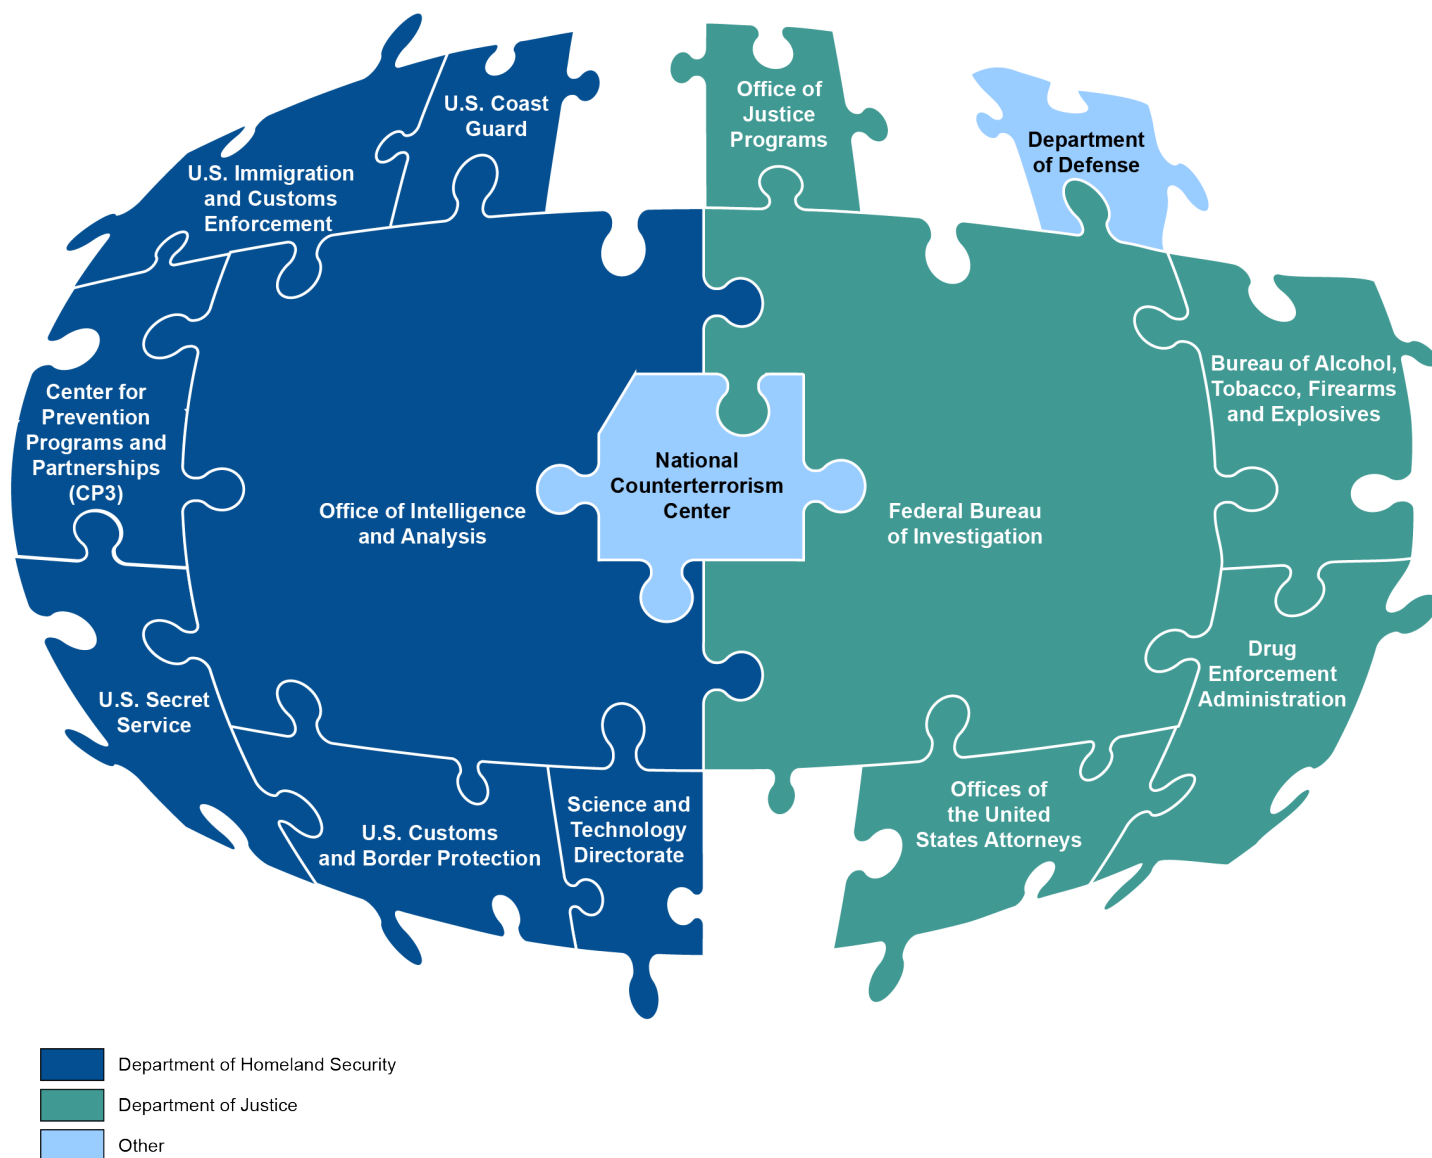 U.S. Coast
Guard
Office of
Justice
Programs
Department
of Defense
U.S. Immigration
and Customs
Enforcement
Bureau of Alcohol,
Tobacco, Firearms
and Explosives
Center for
Prevention
Programs and
Partnerships
(CP3)
Office of Intelligence
and Analysis
National
Counterterrorism
Center
Federal Bureau
of Investigation
Drug
Enforcement
Administration
U.S. Secret
Service
U.S. Customs
and Border Protection
Science and
Technology
Directorate
Offices of
the United
States Attorneys
Department of Homeland Security
Department of Justice
Other